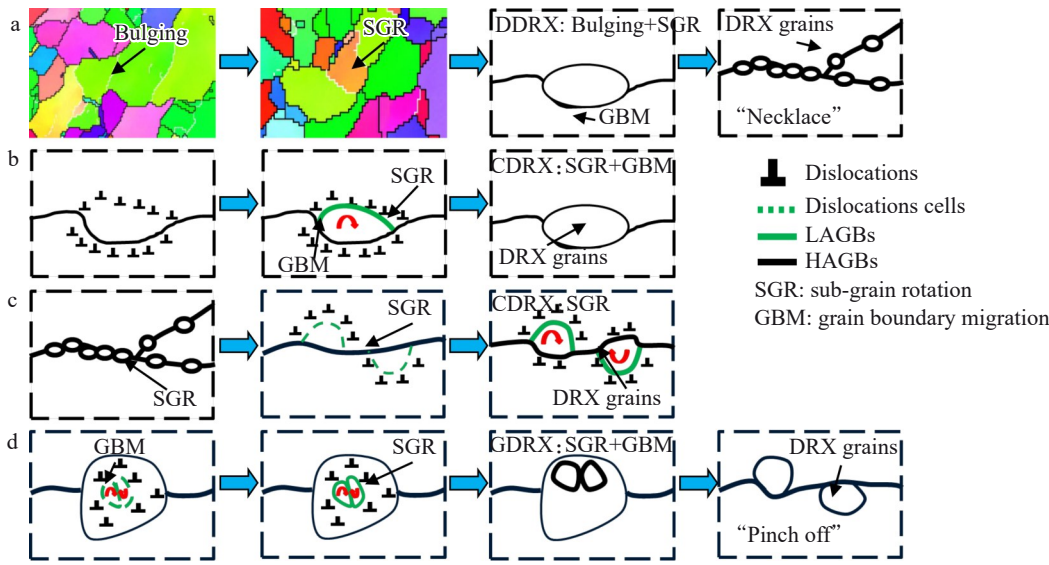 a
Bulging
SGR
DDRX: Bulging+SGR
GBM
DRX grains
“Necklace”
b
SGR
GBM
CDRX: SGR+GBM
DRX grains
Dislocations
Dislocations cells
LAGBs
HAGBs
SGR: sub-grain rotation
GBM: grain boundary migration
c
SGR
SGR
CDRX: SGR
DRX grains
d
GBM
SGR
GDRX: SGR+GBM
DRX grains
“Pinch off”